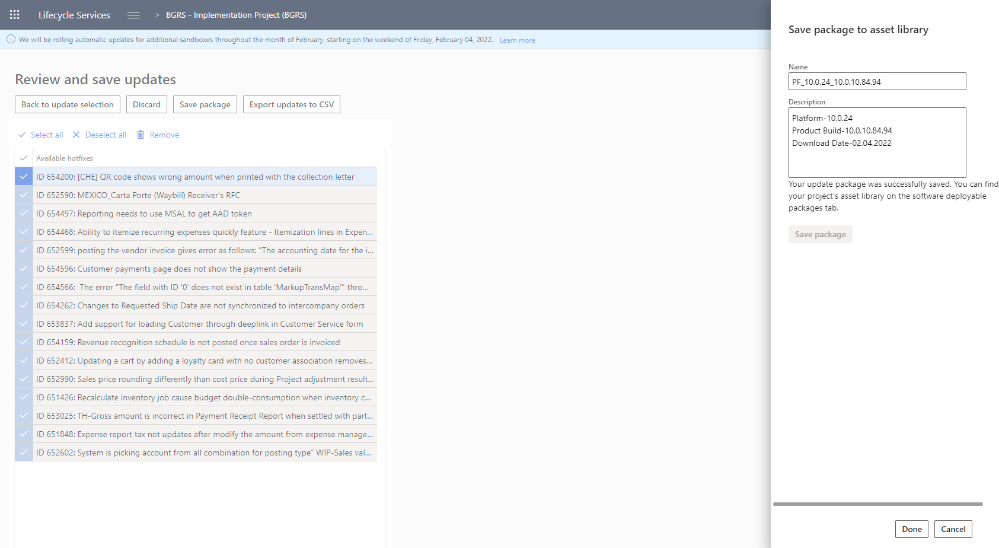 Lifecycle Services
> BGRS - Implementation Project (BGRS)
We will be rolling automatic updates for additional sandboxes throughout the month of February, starting on the weekend of Friday, February 04, 2022. Learn more
Review and save updates
Back to update selection
Discard
Save package
Export updates to CSV
Select all
Deselect all
Remove
Available hotfixes
ID 654200: [CHE] QR code shows wrong amount when printed with the collection letter
ID 652590: MEXICO_Carta Porte (Waybill) Receiver's RFC
ID 654497: Reporting needs to use MSAL to get AAD token
ID 654468: Ability to itemize recurring expenses quickly feature - Itemization lines in Expen...
ID 652599: posting the vendor invoice gives error as follows: "The accounting date for the i...
ID 654596: Customer payments page does not show the payment details
ID 654566:  The error "The field with ID '0' does not exist in table 'MarkupTransMap'" thro...
ID 654262: Changes to Requested Ship Date are not synchronized to intercompany orders
ID 653837: Add support for loading Customer through deeplink in Customer Service form
ID 654159: Revenue recognition schedule is not posted once sales order is invoiced
ID 652412: Updating a cart by adding a loyalty card with no customer association removes...
ID 652990: Sales price rounding differently than cost price during Project adjustment result...
ID 651426: Recalculate inventory job cause budget double-consumption when inventory c...
ID 653025: TH-Gross amount is incorrect in Payment Receipt Report when settled with part...
ID 651848: Expense report tax not updates after modify the amount from expense manage...
ID 652602: System is picking account from all combination for posting type” WIP-Sales val...
Save package to asset library
Name
PF_10.0.24_10.0.10.84.94
Description
Platform-10.0.24
Product Build-10.0.10.84.94
Download Date-02.04.2022
Your update package was successfully saved. You can find
your project's asset library on the software deployable
packages tab.
Save package
Done
Cancel